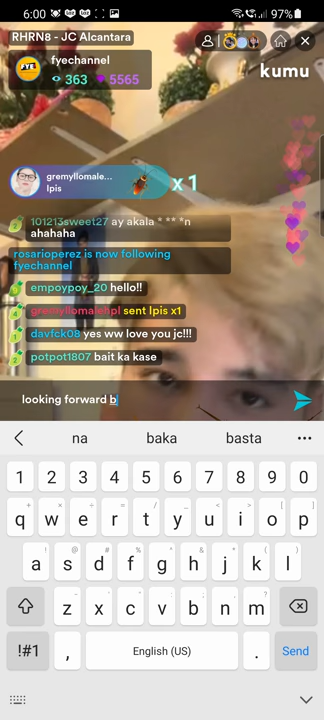 6:00
97%
RHRN8 - JC Alcantara
fyechannel
FYE
363 5565
kumu
gremyllomale...
Ipis
x 1
101213sweet27 ay akala * ** *n
ahahaha
rosarioperez is now following
fyechannel
empoypoy_20 hello!!
gremyllomalehpl sent Ipis x1
davfck08 yes ww love you jc!!!
potpot1807 bait ka kase
looking forward b
na baka basta
1 2 3 4 5 6 7 8 9 0
q w e r t y u i o p
a s d f g h j k l
z x c v b n m
!#1 , English (US) . Send